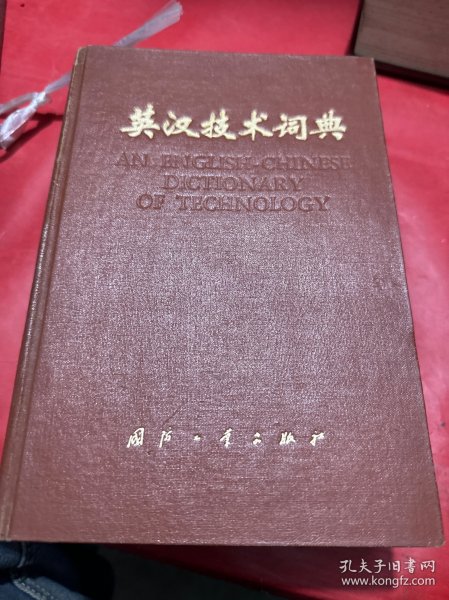 英汉技术词典
AN ENGLISH-CHINESE
DICTIONARY
OF TECHNOLOGY
国防工业出版社
孔夫子旧书网
www.kongfz.com